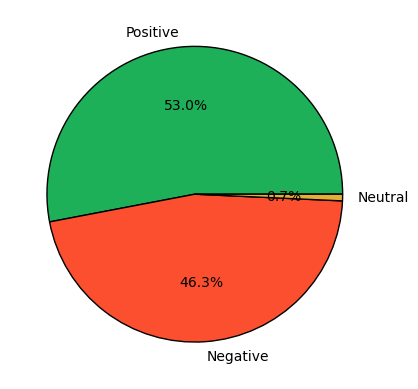 Positive
53.0%
0.7%
Neutral
46.3%
Negative